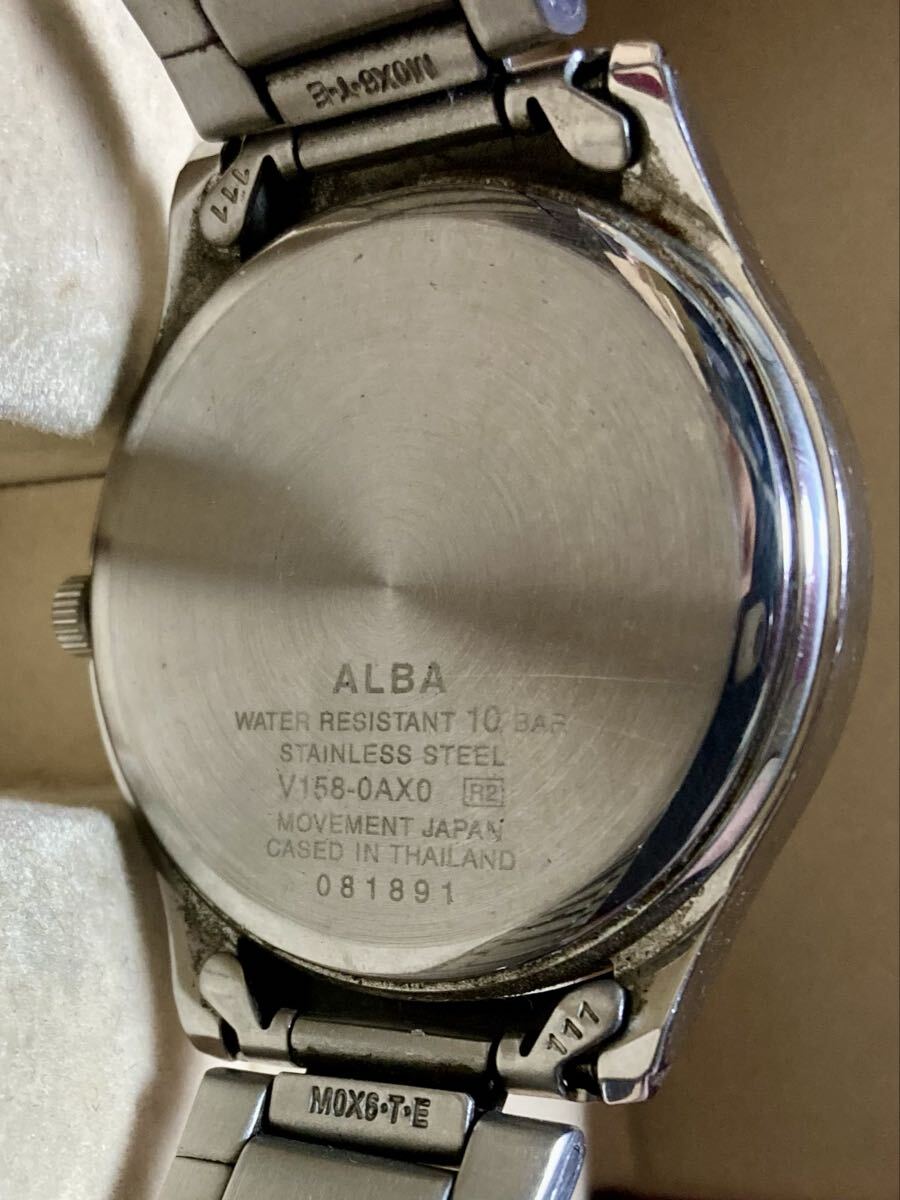 M0X6·T·E
111
ALBA
WATER RESISTANT 10 BAR
STAINLESS STEEL
V158-0AX0 R2
MOVEMENT JAPAN
CASED IN THAILAND
081891
111
M0X6·T·E